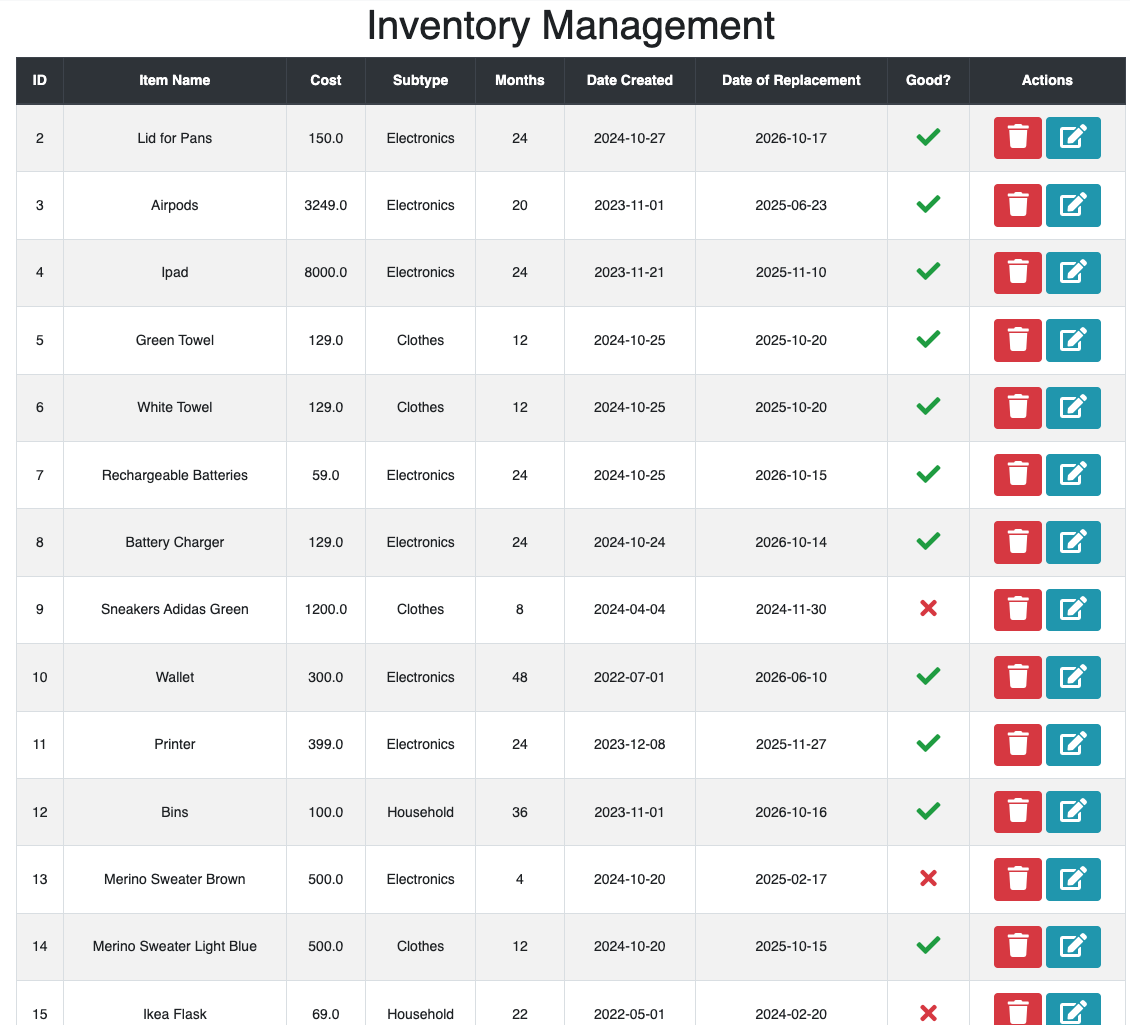 Inventory Management
ID Item Name Cost Subtype Months Date Created Date of Replacement Good? Actions
2 Lid for Pans 150.0 Electronics 24 2024-10-27 2026-10-17
3 Airpods 3249.0 Electronics 20 2023-11-01 2025-06-23
4 Ipad 8000.0 Electronics 24 2023-11-21 2025-11-10
5 Green Towel 129.0 Clothes 12 2024-10-25 2025-10-20
6 White Towel 129.0 Clothes 12 2024-10-25 2025-10-20
7 Rechargeable Batteries 59.0 Electronics 24 2024-10-25 2026-10-15
8 Battery Charger 129.0 Electronics 24 2024-10-24 2026-10-14
9 Sneakers Adidas Green 1200.0 Clothes 8 2024-04-04 2024-11-30
10 Wallet 300.0 Electronics 48 2022-07-01 2026-06-10
11 Printer 399.0 Electronics 24 2023-12-08 2025-11-27
12 Bins 100.0 Household 36 2023-11-01 2026-10-16
13 Merino Sweater Brown 500.0 Electronics 4 2024-10-20 2025-02-17
14 Merino Sweater Light Blue 500.0 Clothes 12 2024-10-20 2025-10-15
15 Ikea Flask 69.0 Household 22 2022-05-01 2024-02-20